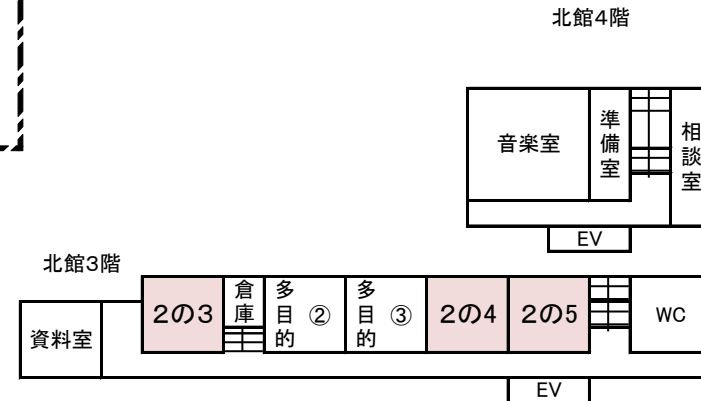 北館4階
音楽室
準備室
相談室
EV
北館3階
資料室
2の3
倉庫
多目的 ②
多目的 ③
2の4
2の5
WC
EV